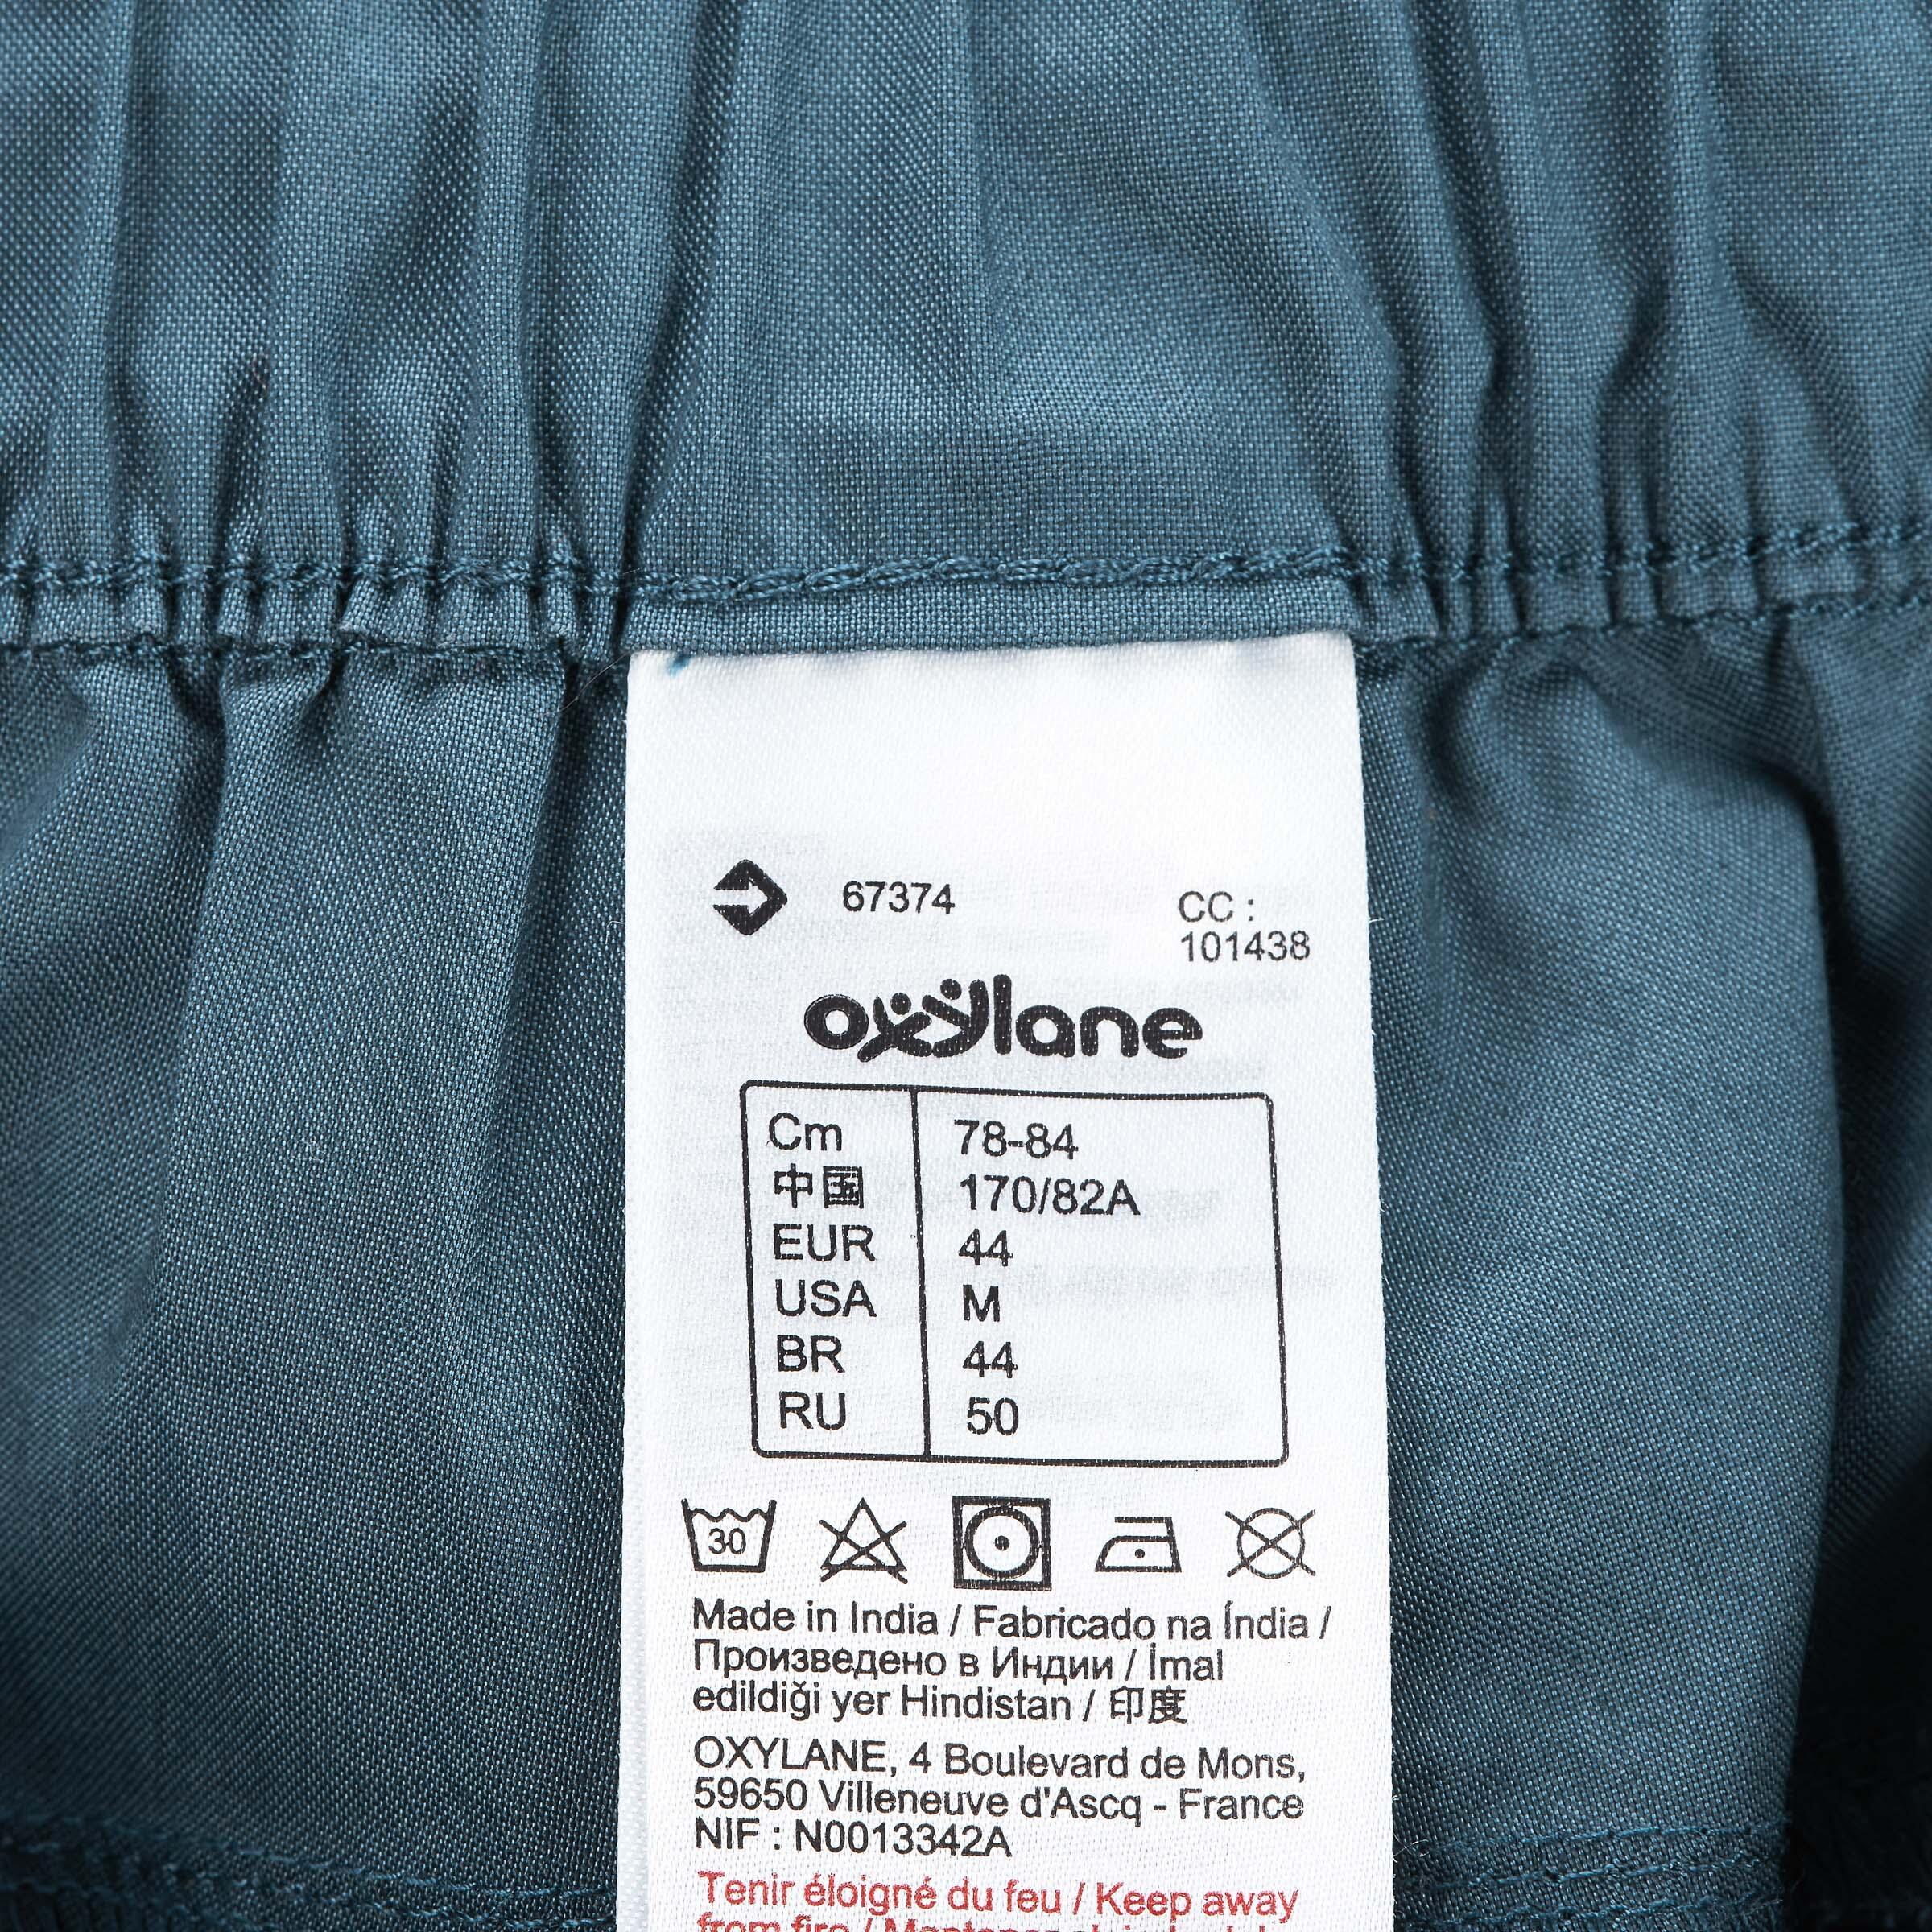 67374
CC :
101438
oxylane
Cm 78-84
中国 170/82A
EUR 44
USA M
BR 44
RU 50
30
Made in India / Fabricado na Índia /
Произведено в Индии / İmal
edildiği yer Hindistan / 印度
OXYLANE, 4 Boulevard de Mons,
59650 Villeneuve d'Ascq - France
NIF : N0013342A
Tenir éloigné du feu / Keep away
from fire /